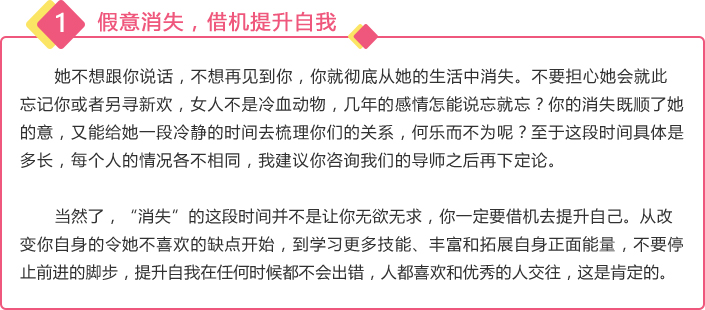 1 假意消失，借机提升自我
她不想跟你说话，不想再见到你，你就彻底从她的生活中消失。不要担心她会就此
忘记你或者另寻新欢，女人不是冷血动物，几年的感情怎能说忘就忘？你的消失既顺了她
的意，又能给她一段冷静的时间去梳理你们的关系，何乐而不为呢？至于这段时间具体是
多长，每个人的情况各不相同，我建议你咨询我们的导师之后再下定论。
当然了，“消失”的这段时间并不是让你无欲无求，你一定要借机去提升自己。从改
变你自身的令她不喜欢的缺点开始，到学习更多技能、丰富和拓展自身正面能量，不要停
止前进的脚步，提升自我在任何时候都不会出错，人都喜欢和优秀的人交往，这是肯定的。